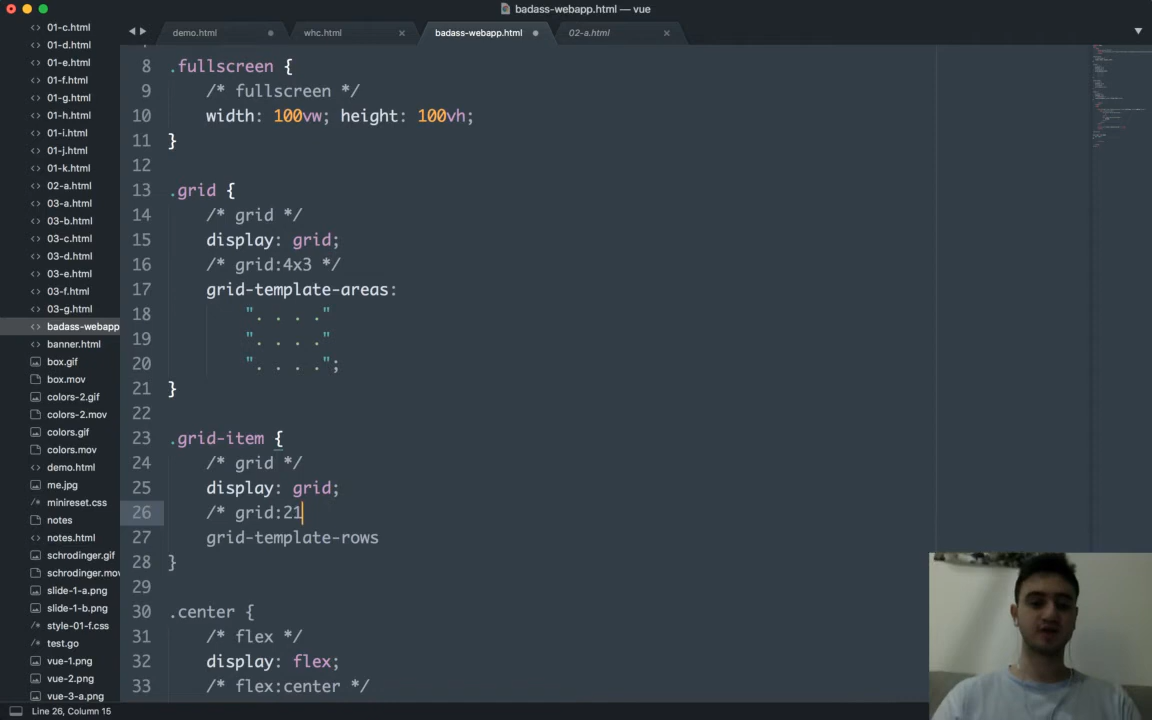 badass-webapp.html — vue
demo.html
whc.html
badass-webapp.html
02-a.html
01-c.html
01-d.html
01-e.html
01-f.html
01-g.html
01-h.html
01-i.html
01-j.html
01-k.html
02-a.html
03-a.html
03-b.html
03-c.html
03-d.html
03-e.html
03-f.html
03-g.html
badass-webapp
banner.html
box.gif
box.mov
colors-2.gif
colors-2.mov
colors.gif
colors.mov
demo.html
me.jpg
minireset.css
notes
notes.html
schrodinger.gif
schrodinger.mov
slide-1-a.png
slide-1-b.png
style-01-f.css
test.go
vue-1.png
vue-2.png
vue-3-a.png
8 .fullscreen {
9 /* fullscreen */
10 width: 100vw; height: 100vh;
11 }
12
13 .grid {
14 /* grid */
15 display: grid;
16 /* grid:4x3 */
17 grid-template-areas:
18 ". . . ."
19 ". . . ."
20 ". . . .";
21 }
22
23 .grid-item {
24 /* grid */
25 display: grid;
26 /* grid:21
27 grid-template-rows
28 }
29
30 .center {
31 /* flex */
32 display: flex;
33 /* flex:center */
Line 26, Column 15